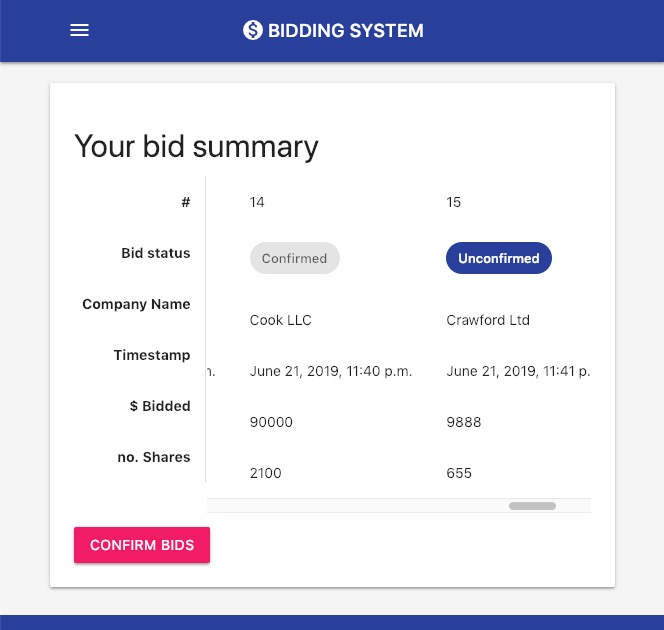 BIDDING SYSTEM
Your bid summary
# 14 15
Bid status Confirmed Unconfirmed
Company Name Cook LLC Crawford Ltd
Timestamp June 21, 2019, 11:40 p.m. June 21, 2019, 11:41 p.
$ Bidded 90000 9888
no. Shares 2100 655
CONFIRM BIDS